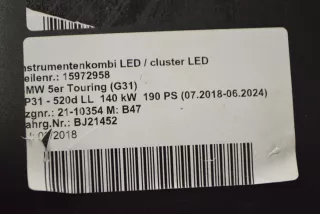 nstrumentenkombi LED / cluster LED
eilenr.: 15972958
MW 5er Touring (G31)
P31 - 520d LL 140 kW 190 PS (07.2018-06.2024)
zgnr.: 21-10354 M: B47
ahrg.Nr.: BJ21452
2018